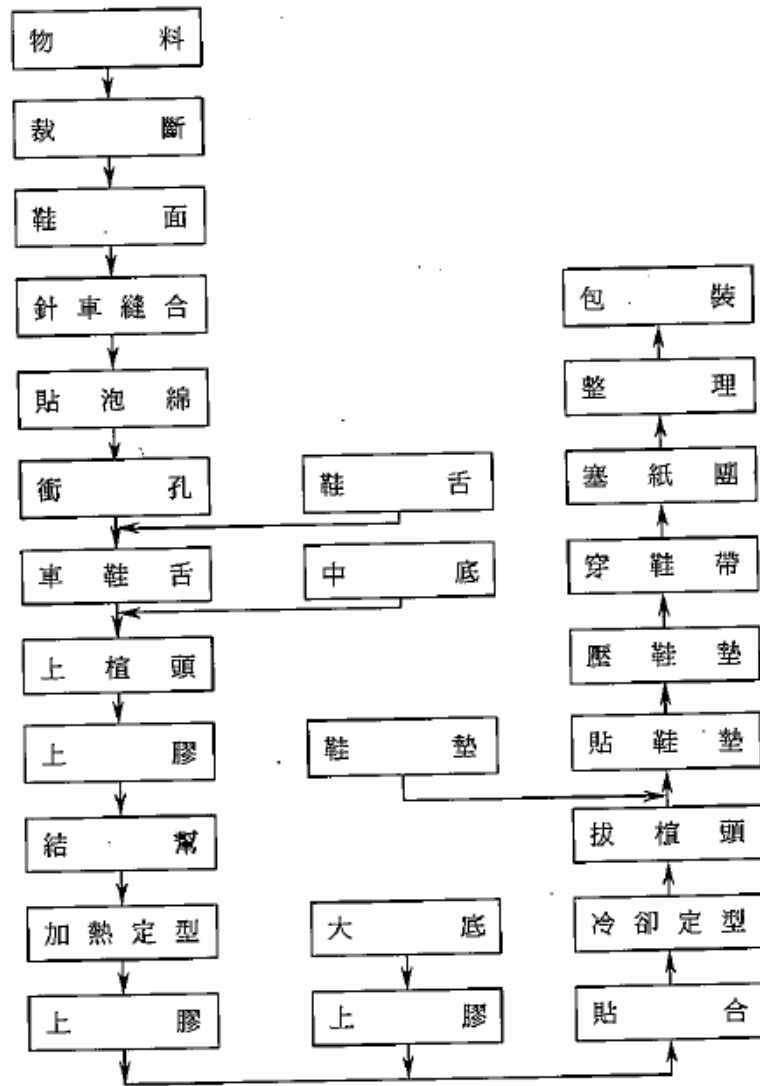 物料
裁斷
鞋面
針車縫合
貼泡綿
衝孔
車鞋舌
上楦頭
上膠
結幫
加熱定型
上膠
鞋舌
中底
鞋墊
大底
上膠
包裝
整理
塞紙團
穿鞋帶
壓鞋墊
貼鞋墊
拔楦頭
冷卻定型
貼合